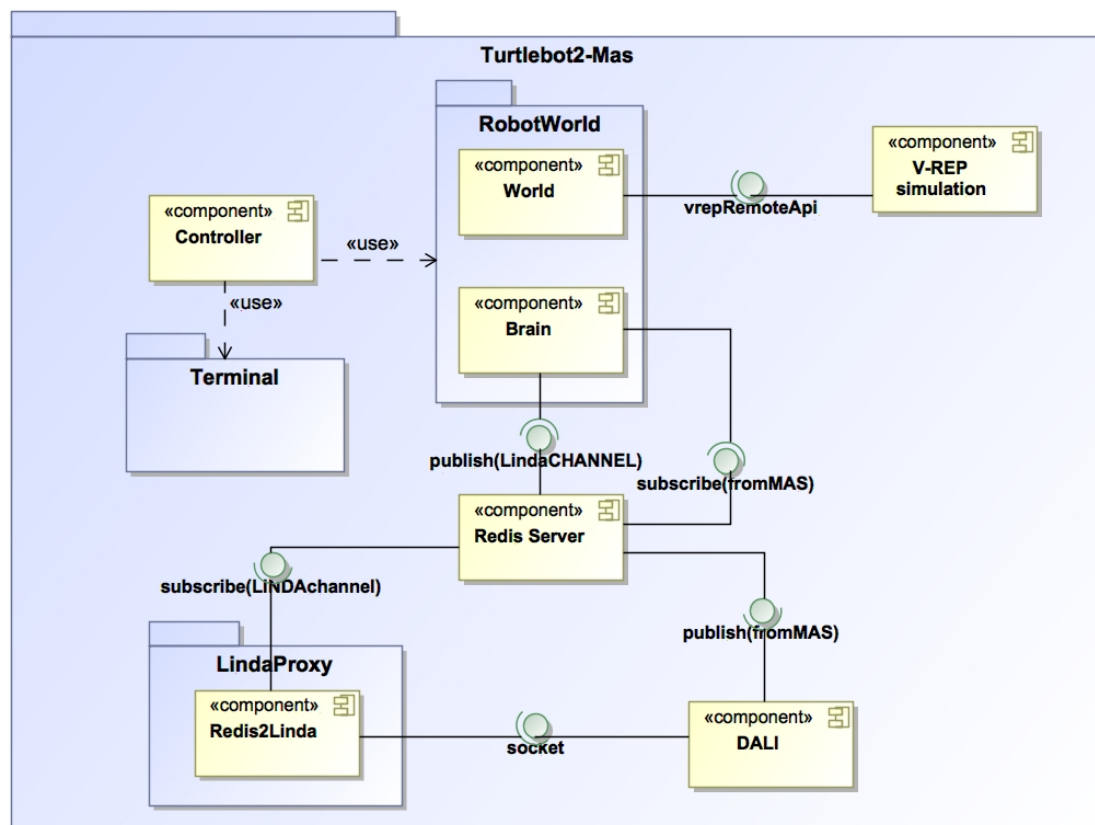 Turtlebot2-Mas
RobotWorld
«component»
World
vrepRemoteApi
«component»
V-REP
simulation
«component»
Controller
«use»
«use»
Terminal
«component»
Brain
publish(LindaCHANNEL)
subscribe(fromMAS)
«component»
Redis Server
subscribe(LiNDAchannel)
publish(fromMAS)
LindaProxy
«component»
Redis2Linda
socket
«component»
DALI